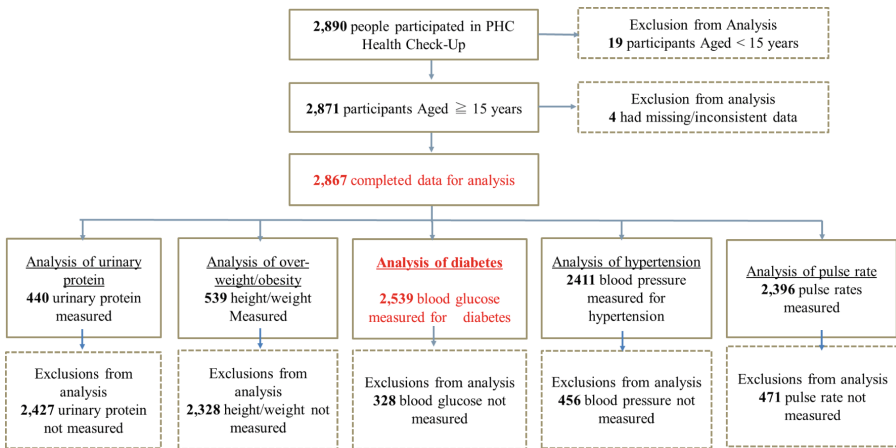 2,890 people participated in PHC
Health Check-Up
Exclusion from Analysis
19 participants Aged < 15 years
2,871 participants Aged ≧ 15 years
Exclusion from analysis
4 had missing/inconsistent data
2,867 completed data for analysis
Analysis of urinary
protein
440 urinary protein
measured
Analysis of over-
weight/obesity
539 height/weight
Measured
Analysis of diabetes
2,539 blood glucose
measured for diabetes
Analysis of hypertension
2411 blood pressure
measured for
hypertension
Analysis of pulse rate
2,396 pulse rates
measured
Exclusions from
analysis
2,427 urinary protein
not measured
Exclusions from
analysis
2,328 height/weight not
measured
Exclusions from analysis
328 blood glucose not
measured
Exclusions from analysis
456 blood pressure not
measured
Exclusions from analysis
471 pulse rate not
measured